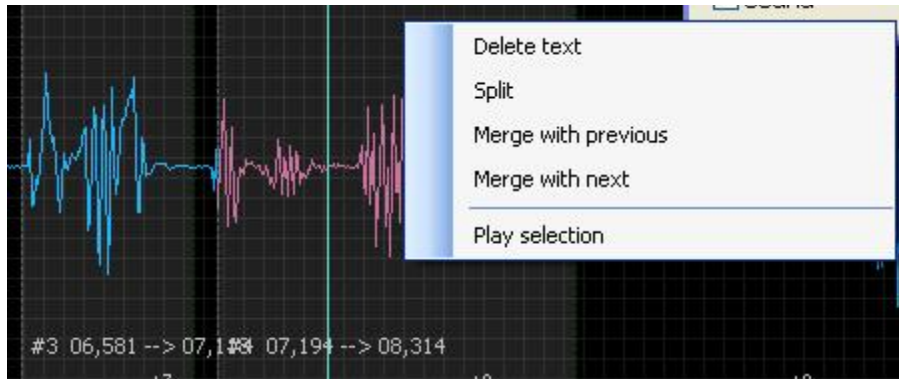 Delete text
Split
Merge with previous
Merge with next
Play selection
#3 06,581 --> 07,1
07,194 --> 08,314